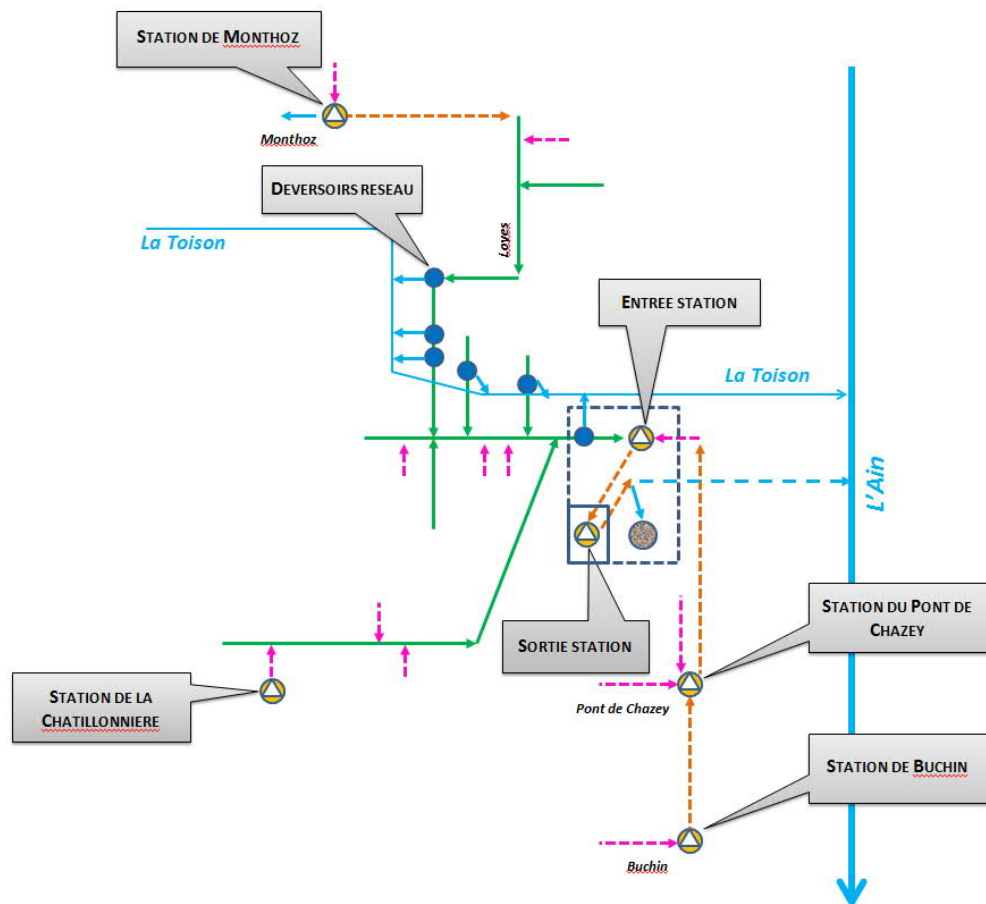 STATION DE MONTHOZ
Monthoz
DEVERSOIRS RESEAU
La Toison
Loyes
ENTREE STATION
La Toison
L'Ain
SORTIE STATION
STATION DU PONT DE
CHAZEY
STATION DE LA
CHATILLONNIERE
Pont de Chazey
STATION DE BUCHIN
Buchin